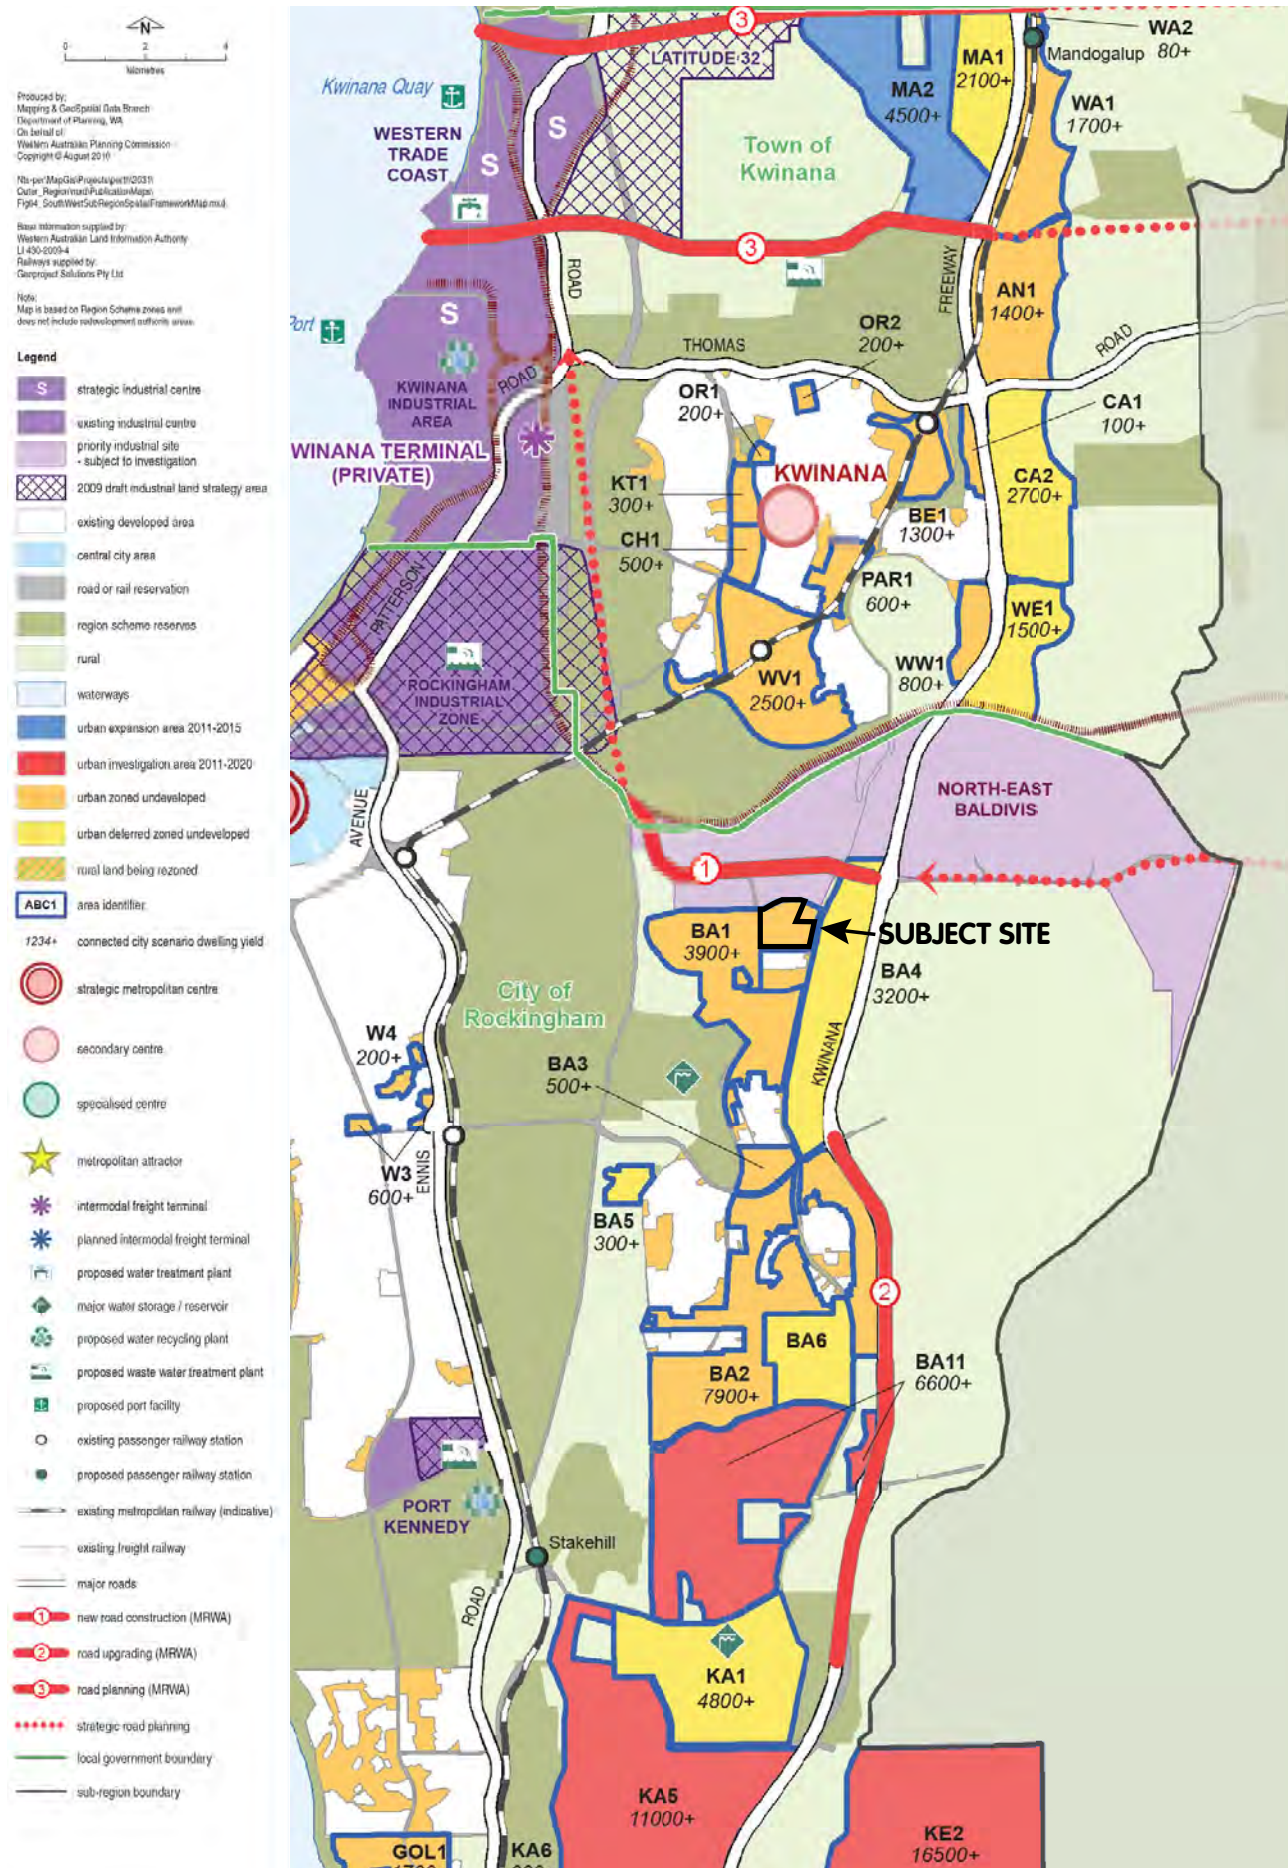 N
0 2 4
kilometres
Produced by:
Mapping & GeoSpatial Data Branch
Department of Planning, WA
On behalf of:
Western Australian Planning Commission
Copyright © August 2010
Base information supplied by:
Western Australian Land Information Authority
LI 430-2009-4
Railways supplied by:
Geoproject Solutions Pty Ltd
Note:
Map is based on Region Scheme zones and
does not include redevelopment authority areas.
Legend
S strategic industrial centre
existing industrial centre
priority industrial site
- subject to investigation
2009 draft industrial land strategy area
existing developed area
central city area
road or rail reservation
region scheme reserves
rural
waterways
urban expansion area 2011-2015
urban investigation area 2011-2020
urban zoned undeveloped
urban deferred zoned undeveloped
rural land being rezoned
ABC1 area identifier
1234+ connected city scenario dwelling yield
strategic metropolitan centre
secondary centre
specialised centre
metropolitan attractor
intermodal freight terminal
planned intermodal freight terminal
proposed water treatment plant
major water storage / reservoir
proposed water recycling plant
proposed waste water treatment plant
proposed port facility
existing passenger railway station
proposed passenger railway station
existing metropolitan railway (indicative)
existing freight railway
major roads
1 new road construction (MRWA)
2 road upgrading (MRWA)
3 road planning (MRWA)
strategic road planning
local government boundary
sub-region boundary
3
WA2
80+
Mandogalup
LATITUDE 32
MA1
2100+
Kwinana Quay
MA2
4500+
WA1
1700+
WESTERN
TRADE
COAST
S
S
Town of
Kwinana
3
ROAD
FREEWAY
AN1
1400+
S
Port
OR2
200+
THOMAS
ROAD
ROAD
KWINANA
INDUSTRIAL
AREA
OR1
200+
CA1
100+
WINANA TERMINAL
(PRIVATE)
KWINANA
KT1
300+
CA2
2700+
BE1
1300+
CH1
500+
PATTERSON
PAR1
600+
WE1
1500+
WW1
800+
WV1
2500+
ROCKINGHAM
INDUSTRIAL
ZONE
AVENUE
NORTH-EAST
BALDIVIS
1
BA1
3900+
SUBJECT SITE
BA4
3200+
City of
Rockingham
KWINANA
W4
200+
BA3
500+
W3
600+
ENNIS
BA5
300+
2
BA6
BA2
7900+
BA11
6600+
PORT
KENNEDY
Stakehill
ROAD
KA1
4800+
KA5
11000+
KE2
16500+
GOL1
KA6